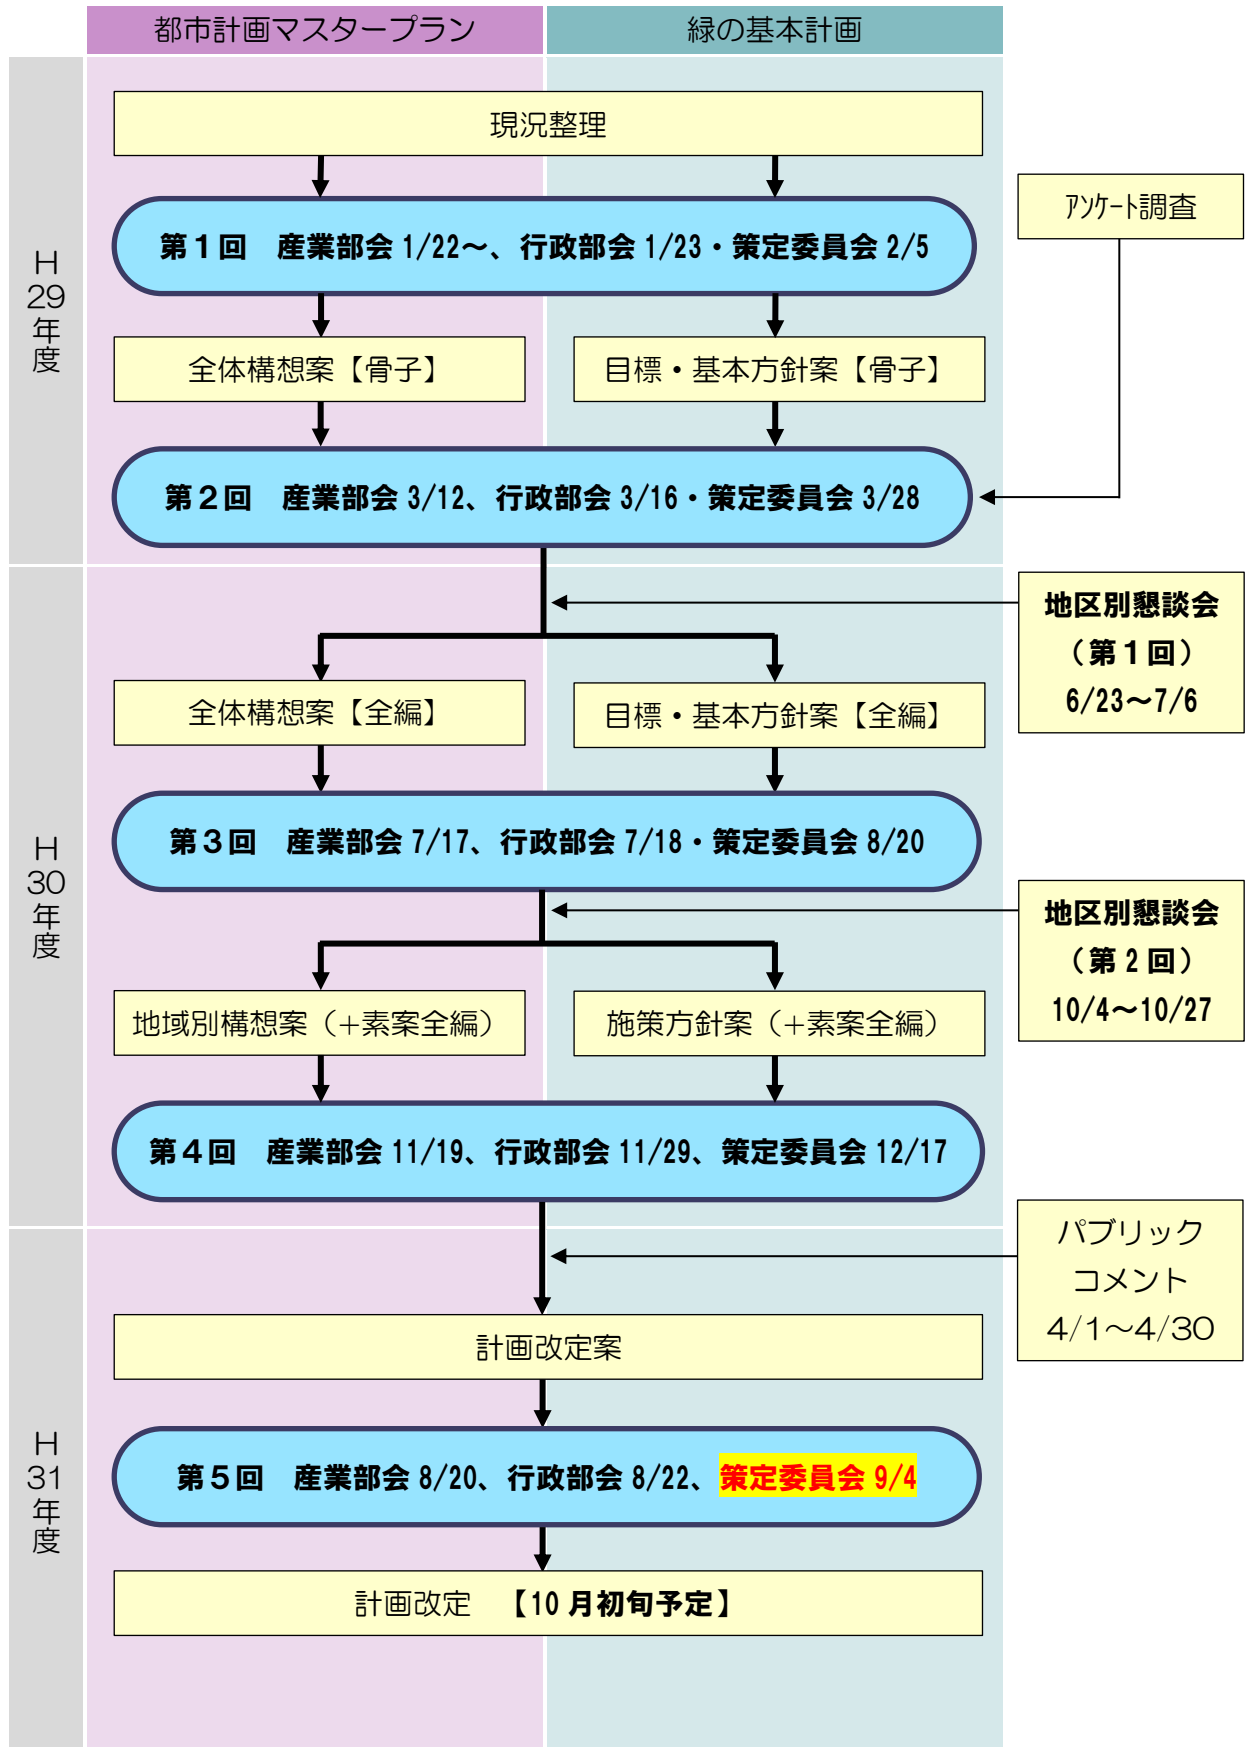 都市計画マスタープラン
緑の基本計画
H
29
年
度
現況整理
アンケート調査
第１回　産業部会 1/22～、行政部会 1/23・策定委員会 2/5
全体構想案【骨子】
目標・基本方針案【骨子】
第２回　産業部会 3/12、行政部会 3/16・策定委員会 3/28
H
30
年
度
地区別懇談会
（第１回）
6/23～7/6
全体構想案【全編】
目標・基本方針案【全編】
第３回　産業部会 7/17、行政部会 7/18・策定委員会 8/20
地区別懇談会
（第２回）
10/4～10/27
地域別構想案（＋素案全編）
施策方針案（＋素案全編）
第４回　産業部会 11/19、行政部会 11/29、策定委員会 12/17
H
31
年
度
パブリック
コメント
4/1～4/30
計画改定案
第５回　産業部会 8/20、行政部会 8/22、策定委員会 9/4
計画改定　【10月初旬予定】